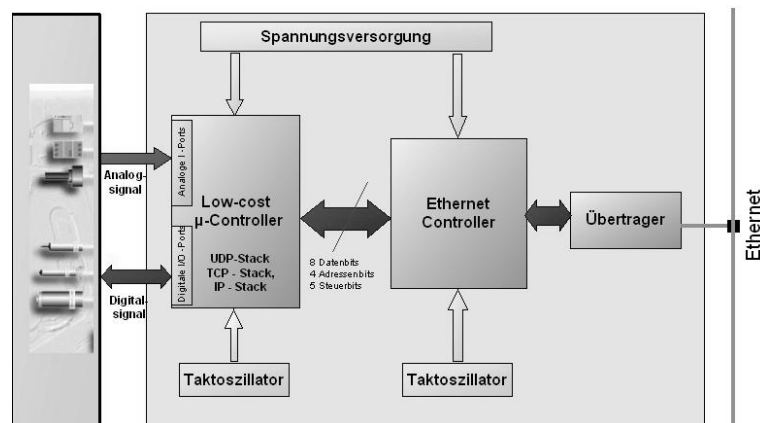 Spannungsversorgung
Analoge I - Ports
Analog-
signal
Low-cost
µ-Controller
Ethernet
Controller
Übertrager
Ethernet
Digitale I/O - Ports
UDP-Stack
TCP - Stack,
IP - Stack
8 Datenbits
4 Adressenbits
5 Steuerbits
Digital-
signal
Taktoszillator
Taktoszillator